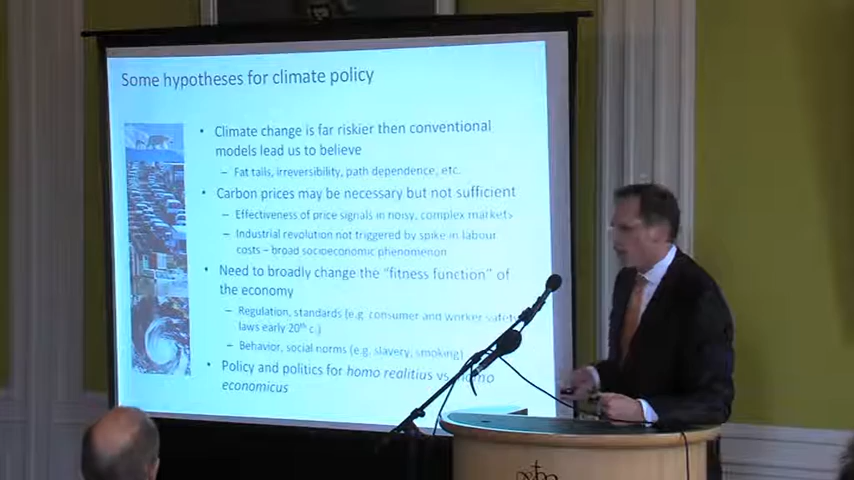 Some hypotheses for climate policy
• Climate change is far riskier then conventional
models lead us to believe
– Fat tails, irreversibility, path dependence, etc.
• Carbon prices may be necessary but not sufficient
– Effectiveness of price signals in noisy, complex markets
– Industrial revolution not triggered by spike in labour
costs – broad socioeconomic phenomenon
• Need to broadly change the “fitness function” of
the economy
– Regulation, standards (e.g. consumer and worker safety
laws early 20th c.)
– Behavior, social norms (e.g. slavery, smoking)
• Policy and politics for homo realitius vs. homo
economicus